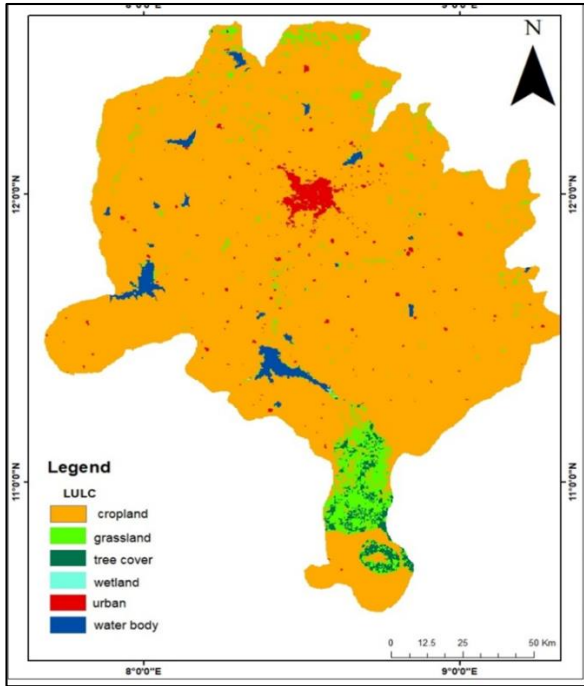 8°0'0"E 9°0'0"E
N
12°0'0"N 12°0'0"N
11°0'0"N 11°0'0"N
Legend
LULC
cropland
grassland
tree cover
wetland
urban
water body
0 12.5 25 50 Km
8°0'0"E 9°0'0"E